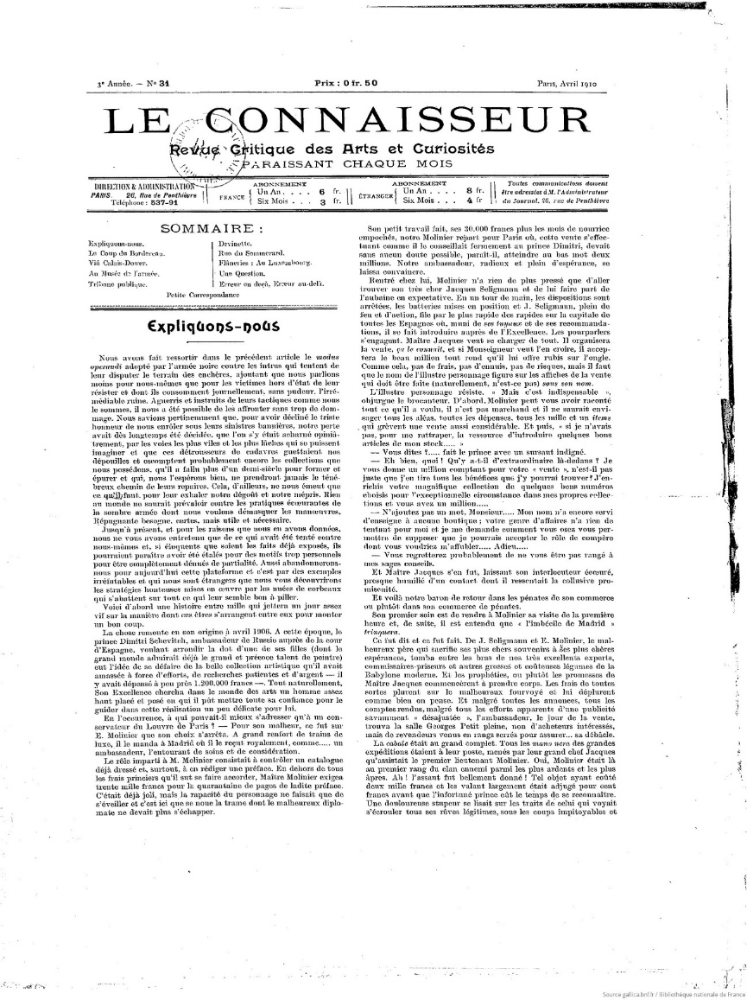 3e Année. — No 31
Prix : 0 fr. 50
Paris, Avril 1910
LE CONNAISSEUR
Revue Critique des Arts et Curiosités
PARAISSANT CHAQUE MOIS
DIRECTION & ADMINISTRATION
PARIS. 26, Rue de Penthièvre
Téléphone : 537-91
FRANCE
ABONNEMENT
Un An. . . . 6 fr.
Six Mois . . . 3 fr.
ÉTRANGER
ABONNEMENT
Un An. . . . 8 fr.
Six Mois . . . 4 fr
Toutes communications doivent
être adressées à M. l'Administrateur
du Journal, 26, rue de Penthièvre
SOMMAIRE :
Expliquons-nous.
Le Coup du Bordereau.
Viâ Calais-Dower.
Au Musée de l'armée.
Tribune publique.
Devinette.
Rue du Sommerard.
Flâneries : Au Luxembourg.
Une Question.
Erreur en deçà, Erreur au-delà.
Petite Correspondance
Expliquons-nous
Nous avons fait ressortir dans le précédent article le modus
operandi adopté par l'armée noire contre les intrus qui tentent de
leur disputer le terrain des enchères, ajoutant que nous parlions
moins pour nous-mêmes que pour les victimes hors d'état de leur
résister et dont ils consomment journellement, sans pudeur, l'irré-
médiable ruine. Aguerris et instruits de leurs tactiques comme nous
le sommes, il nous a été possible de les affronter sans trop de dom-
mage. Nous savions pertinemment que, pour avoir décliné le triste
honneur de nous enrôler sous leurs sinistres bannières, notre perte
avait dès longtemps été décidée, que l'on s'y était acharné opiniâ-
trement, par les voies les plus viles et les plus lâches qui se puissent
imaginer et que ces détrousseurs de cadavres guettaient nos
dépouilles et escomptent probablement encore les collections que
nous possédons, qu'il a fallu plus d'un demi-siècle pour former et
épurer et qui, nous l'espérons bien, ne prendront jamais le téné-
breux chemin de leurs repaires. Cela, d'ailleurs, ne nous émeut que
ce qu'il faut, pour leur exhaler notre dégoût et notre mépris. Rien
au monde ne saurait prévaloir contre les pratiques écœurantes de
la sombre armée dont nous voulons démasquer les manœuvres.
Répugnante besogne, certes, mais utile et nécessaire.
Jusqu'à présent, et pour les raisons que nous en avons données,
nous ne vous avons entretenu que de ce qui avait été tenté contre
nous-mêmes et, si éloquents que soient les faits déjà exposés, ils
pourraient paraître avoir été étalés pour des motifs trop personnels
pour être complètement dénués de partialité. Aussi abandonnerons-
nous pour aujourd'hui cette plateforme et c'est par des exemples
irréfutables et qui nous sont étrangers que nous vous découvrirons
les stratégies honteuses mises en œuvre par les nuées de corbeaux
qui s'abattent sur tout ce qui leur semble bon à piller.
Voici d'abord une histoire entre mille qui jettera un jour assez
vif sur la manière dont ces êtres s'arrangent entre eux pour monter
un bon coup.
La chose remonte en son origine à avril 1906. A cette époque, le
prince Dimitri Schevitch, ambassadeur de Russie auprès de la cour
d'Espagne, voulant arrondir la dot d'une de ses filles (dont le
grand monde admirait déjà le grand et précoce talent de peintre)
eut l'idée de se défaire de la belle collection artistique qu'il avait
amassée à force d'efforts, de recherches patientes et d'argent — il
y avait dépensé à peu près 1.200.000 francs —. Tout naturellement,
Son Excellence chercha dans le monde des arts un homme assez
haut placé et posé en qui il pût mettre toute sa confiance pour le
guider dans cette réalisation un peu délicate pour lui.
En l'occurrence, à qui pouvait-il mieux s'adresser qu'à un con-
servateur du Louvre de Paris ? — Pour son malheur, ce fut sur
E. Molinier que son choix s'arrêta. A grand renfort de trains de
luxe, il le manda à Madrid où il le reçut royalement, comme..... un
ambassadeur, l'entourant de soins et de considération.
Le rôle imparti à M. Molinier consistait à contrôler un catalogue
déjà dressé et, surtout, à en rédiger une préface. En dehors de tous
les frais princiers qu'il sut se faire accorder, Maître Molinier exigea
trente mille francs pour la quarantaine de pages de ladite préface.
C'était déjà joli, mais la rapacité du personnage ne faisait que de
s'éveiller et c'est ici que se noue la trame dont le malheureux diplo-
mate ne devait plus s'échapper.
Son petit travail fait, ses 30.000 francs plus les mois de nourrice
empochés, notre Molinier repart pour Paris où, cette vente s'effec-
tuant comme il le conseillait fermement au prince Dimitri, devait
sans aucun doute possible, paraît-il, atteindre au bas mot deux
millions. Notre ambassadeur, radieux et plein d'espérance, se
laissa convaincre.
Rentré chez lui, Molinier n'a rien de plus pressé que d'aller
trouver son très cher Jacques Seligmann et de lui faire part de
l'aubaine en expectative. En un tour de main, les dispositions sont
arrêtées, les batteries mises en position et J. Seligmann, plein de
feu et d'action, file par le plus rapide des rapides sur la capitale de
toutes les Espagnes où, muni de ses tuyaux et de ses recommanda-
tions, il se fait introduire auprès de l'Excellence. Les pourparlers
s'engagent. Maître Jacques veut se charger de tout. Il organisera
la vente, ça le connaît, et si Monseigneur veut l'en croire, il accep-
tera le beau million tout rond qu'il lui offre rubis sur l'ongle.
Comme cela, pas de frais, pas d'ennuis, pas de risques, mais il faut
que le nom de l'illustre personnage figure sur les affiches de la vente
qui doit être faite (naturellement, n'est-ce pas) sous son nom.
L'illustre personnage résiste. « Mais c'est indispensable »,
objurgue le brocanteur. D'abord, Molinier peut vous avoir raconté
tout ce qu'il a voulu, il n'est pas marchand et il ne saurait envi-
sager tous les aléas, toutes les dépenses, tous les mille et un items
qui grèvent une vente aussi considérable. Et puis, « si je n'avais
pas, pour me rattraper, la ressource d'introduire quelques bons
articles de mon stock..... »
— Vous dites ?..... fait le prince avec un sursaut indigné.
— Eh bien, quoi ! Qu'y a-t-il d'extraordinaire là-dedans ? Je
vous donne un million comptant pour votre « vente », n'est-il pas
juste que j'en tire tous les bénéfices que j'y pourrai trouver ? J'en-
richis votre magnifique collection de quelques bons numéros
choisis pour l'exceptionnelle circonstance dans mes propres collec-
tions et vous avez un million.....
— N'ajoutez pas un mot, Monsieur..... Mon nom n'a encore servi
d'enseigne à aucune boutique ; votre genre d'affaires n'a rien de
tentant pour moi et je me demande comment vous osez vous per-
mettre de supposer que je pourrais accepter le rôle de compère
dont vous voudriez m'affubler..... Adieu.....
— Vous regretterez probablement de ne vous être pas rangé à
mes sages conseils.
Et Maître Jacques s'en fut, laissant son interlocuteur écœuré,
presque humilié d'un contact dont il ressentait la collusive pro-
miscuité.
Et voilà notre baron de retour dans les pénates de son commerce
ou plutôt dans son commerce de pénates.
Son premier soin est de rendre à Molinier sa visite de la première
heure et, de suite, il est entendu que « l'imbécile de Madrid »
trinquera.
Ce fut dit et ce fut fait. De J. Seligmann et E. Molinier, le mal-
heureux père qui sacrifie ses plus chers souvenirs à ses plus chères
espérances, tomba entre les bras de nos très excellents experts,
commissaires-priseurs et autres grosses et coûteuses légumes de la
Babylone moderne. Et les prophéties, ou plutôt les promesses de
Maître Jacques commencèrent à prendre corps. Les frais de toutes
sortes plurent sur le malheureux fourvoyé et lui déplurent
comme bien on pense. Et malgré toutes les annonces, tous les
comptes rendus, malgré tous les efforts apparents d'une publicité
savamment « désajustée », l'ambassadeur, le jour de la vente,
trouva la salle Georges Petit pleine, non d'acheteurs intéressés,
mais de revendeurs venus en rangs serrés pour assurer... sa débâcle.
La cabale était au grand complet. Tous les mano nera des grandes
expéditions étaient à leur poste, menés par leur grand chef Jacques
qu'assistait le premier lieutenant Molinier. Oui, Molinier était là
au premier rang du clan ennemi parmi les plus ardents et les plus
âpres. Ah ! l'assaut fut bellement donné ! Tel objet ayant coûté
deux mille francs et les valant largement était adjugé pour cent
francs avant que l'infortuné prince eût le temps de se reconnaître.
Une douloureuse stupeur se lisait sur les traits de celui qui voyait
s'écrouler tous ses rêves légitimes, sous les coups impitoyables et
Source gallica.bnf.fr / Bibliothèque nationale de France